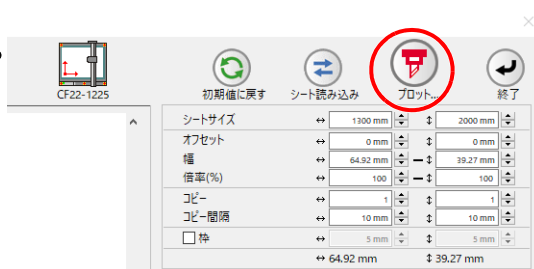 CF22-1225 初期値に戻す シート読み込み プロット... 終了
シートサイズ ↔ 1300 mm ↕ 2000 mm
オフセット ↔ 0 mm ↕ 0 mm
幅 ↔ 64.92 mm ↕ 39.27 mm
倍率(%) ↔ 100 ↕ 100
コピー ↔ 1 ↕ 1
コピー間隔 ↔ 10 mm ↕ 10 mm
枠 ↔ 5 mm ↕ 5 mm
↔ 64.92 mm ↕ 39.27 mm